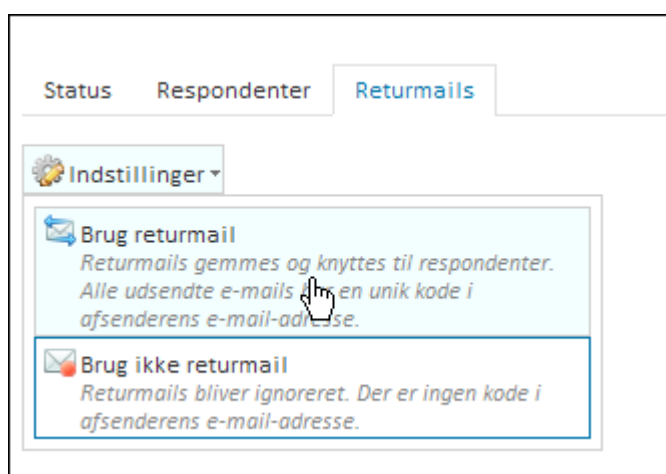 Status Respondenter Returmails
Indstillinger
Brug returmail
Returmails gemmes og knyttes til respondenter.
Alle udsendte e-mails en unik kode i
afsenderens e-mail-adresse.
Brug ikke returmail
Returmails bliver ignoreret. Der er ingen kode i
afsenderens e-mail-adresse.